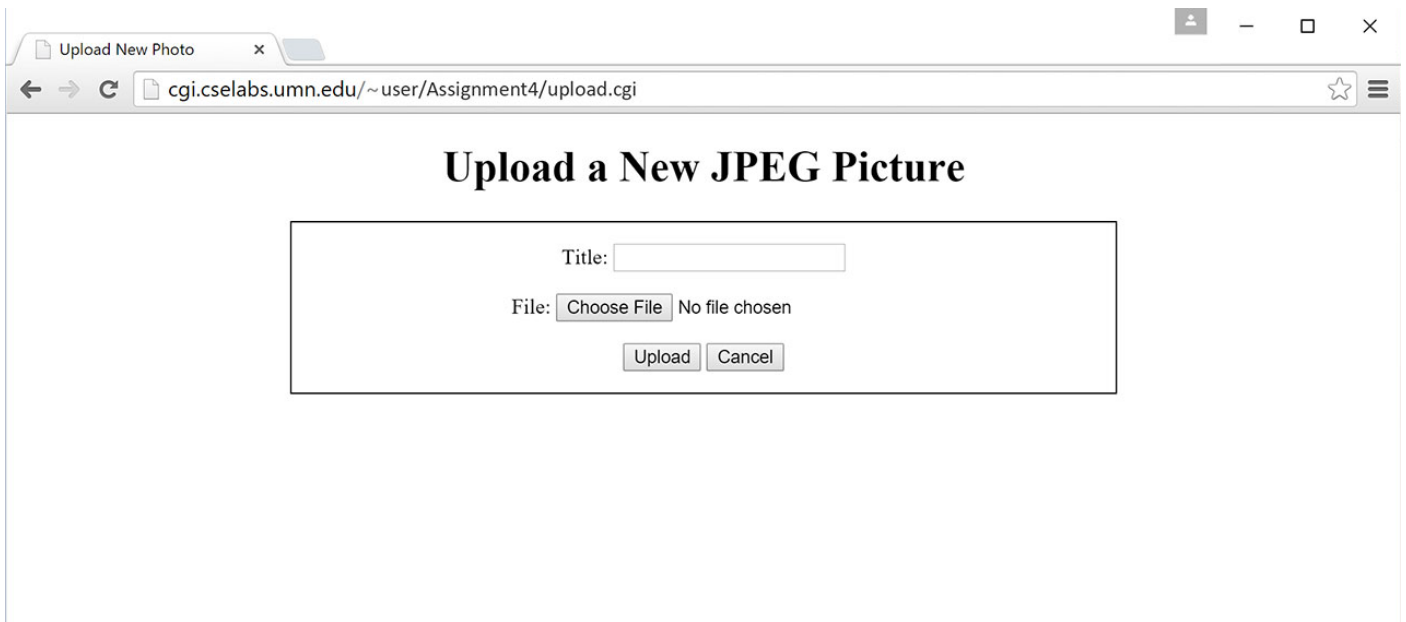 Upload New Photo
cgi.cselabs.umn.edu/~user/Assignment4/upload.cgi
Upload a New JPEG Picture
Title:
File: Choose File No file chosen
Upload Cancel